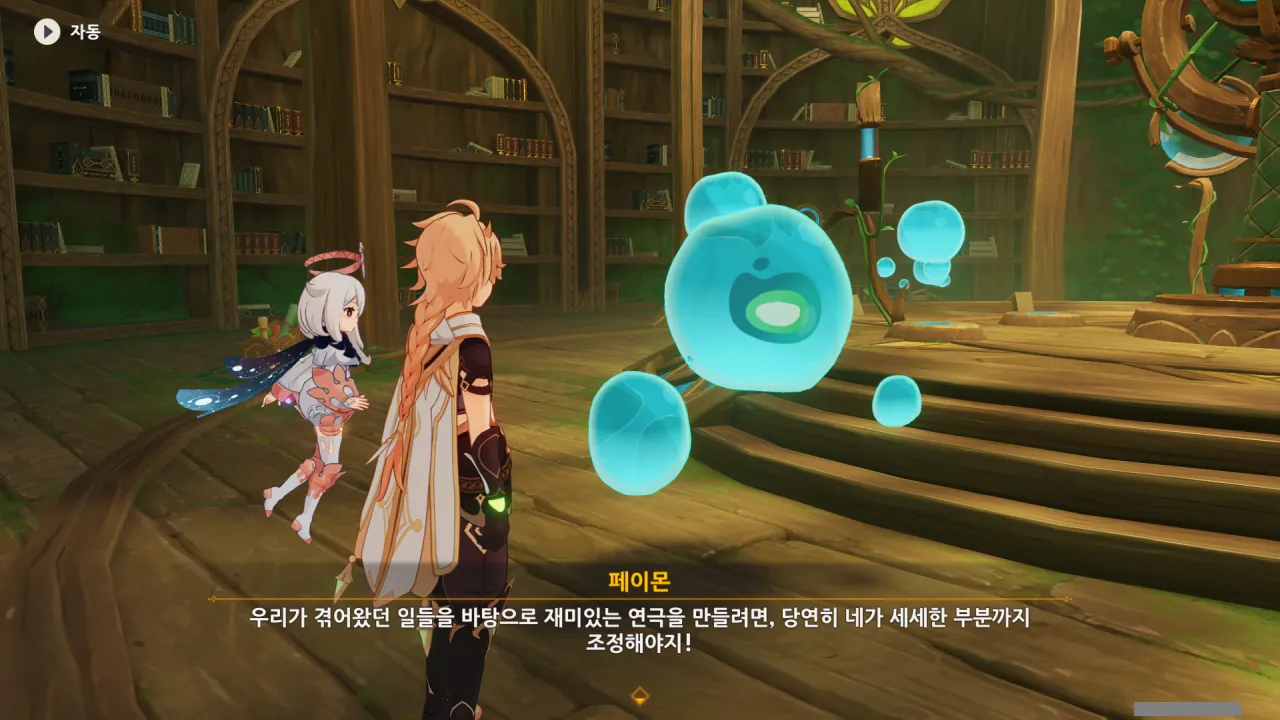 자동
페이몬
우리가 겪어왔던 일들을 바탕으로 재미있는 연극을 만들려면, 당연히 네가 세세한 부분까지
조정해야지!